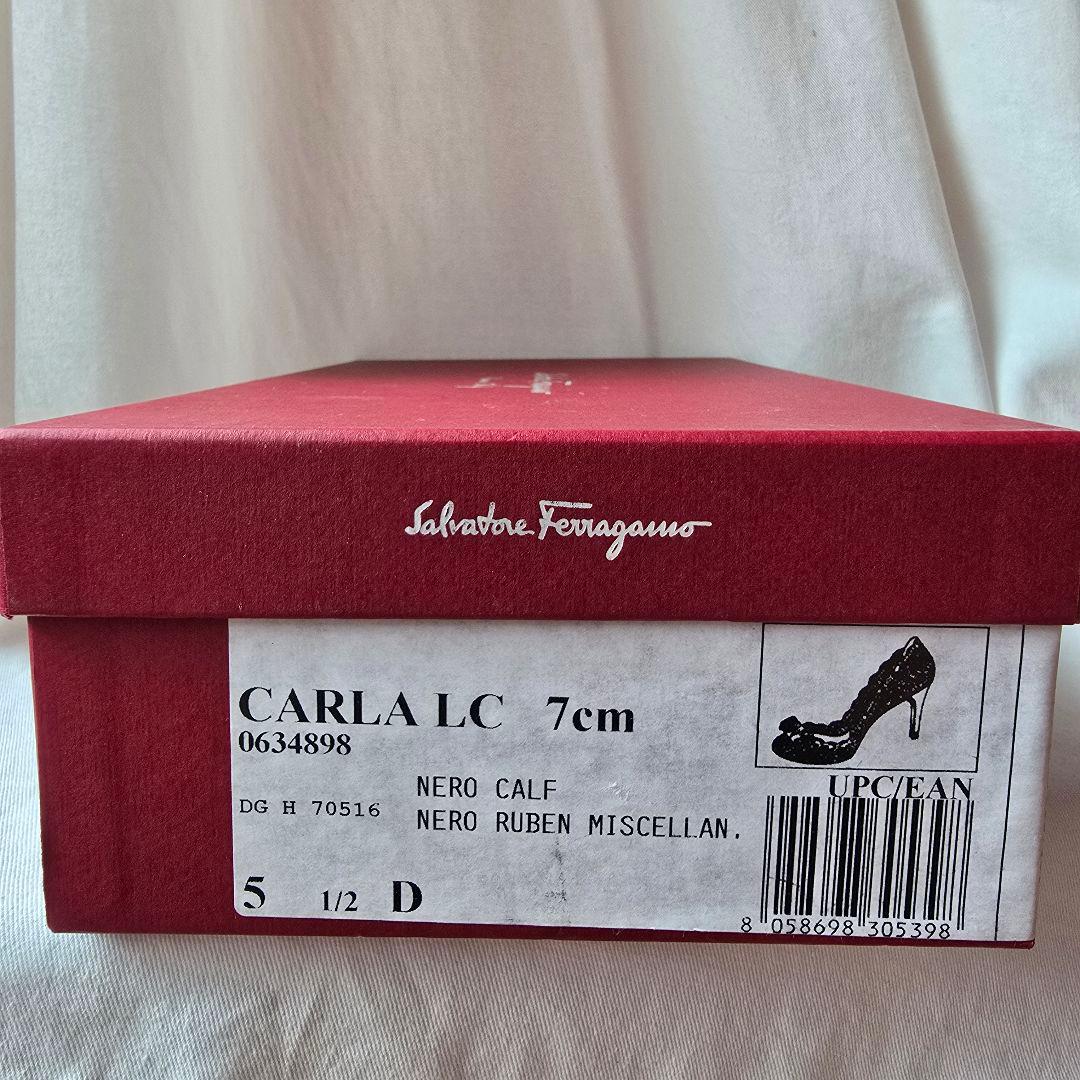 Salvatore Ferragamo
CARLA LC 7cm
0634898
NERO CALF
DG H 70516
NERO RUBEN MISCELLAN.
5 1/2 D
UPC/EAN
8 058698 305398